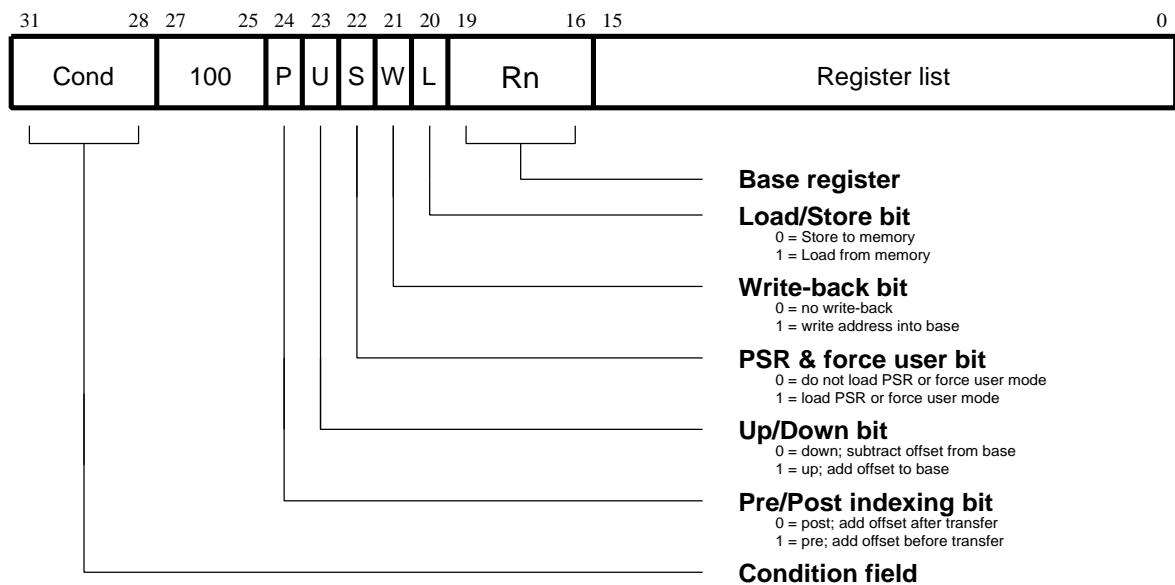 31 28 27 25 24 23 22 21 20 19 16 15 0
Cond 100 P U S W L Rn Register list
Base register
Load/Store bit
0 = Store to memory
1 = Load from memory
Write-back bit
0 = no write-back
1 = write address into base
PSR & force user bit
0 = do not load PSR or force user mode
1 = load PSR or force user mode
Up/Down bit
0 = down; subtract offset from base
1 = up; add offset to base
Pre/Post indexing bit
0 = post; add offset after transfer
1 = pre; add offset before transfer
Condition field